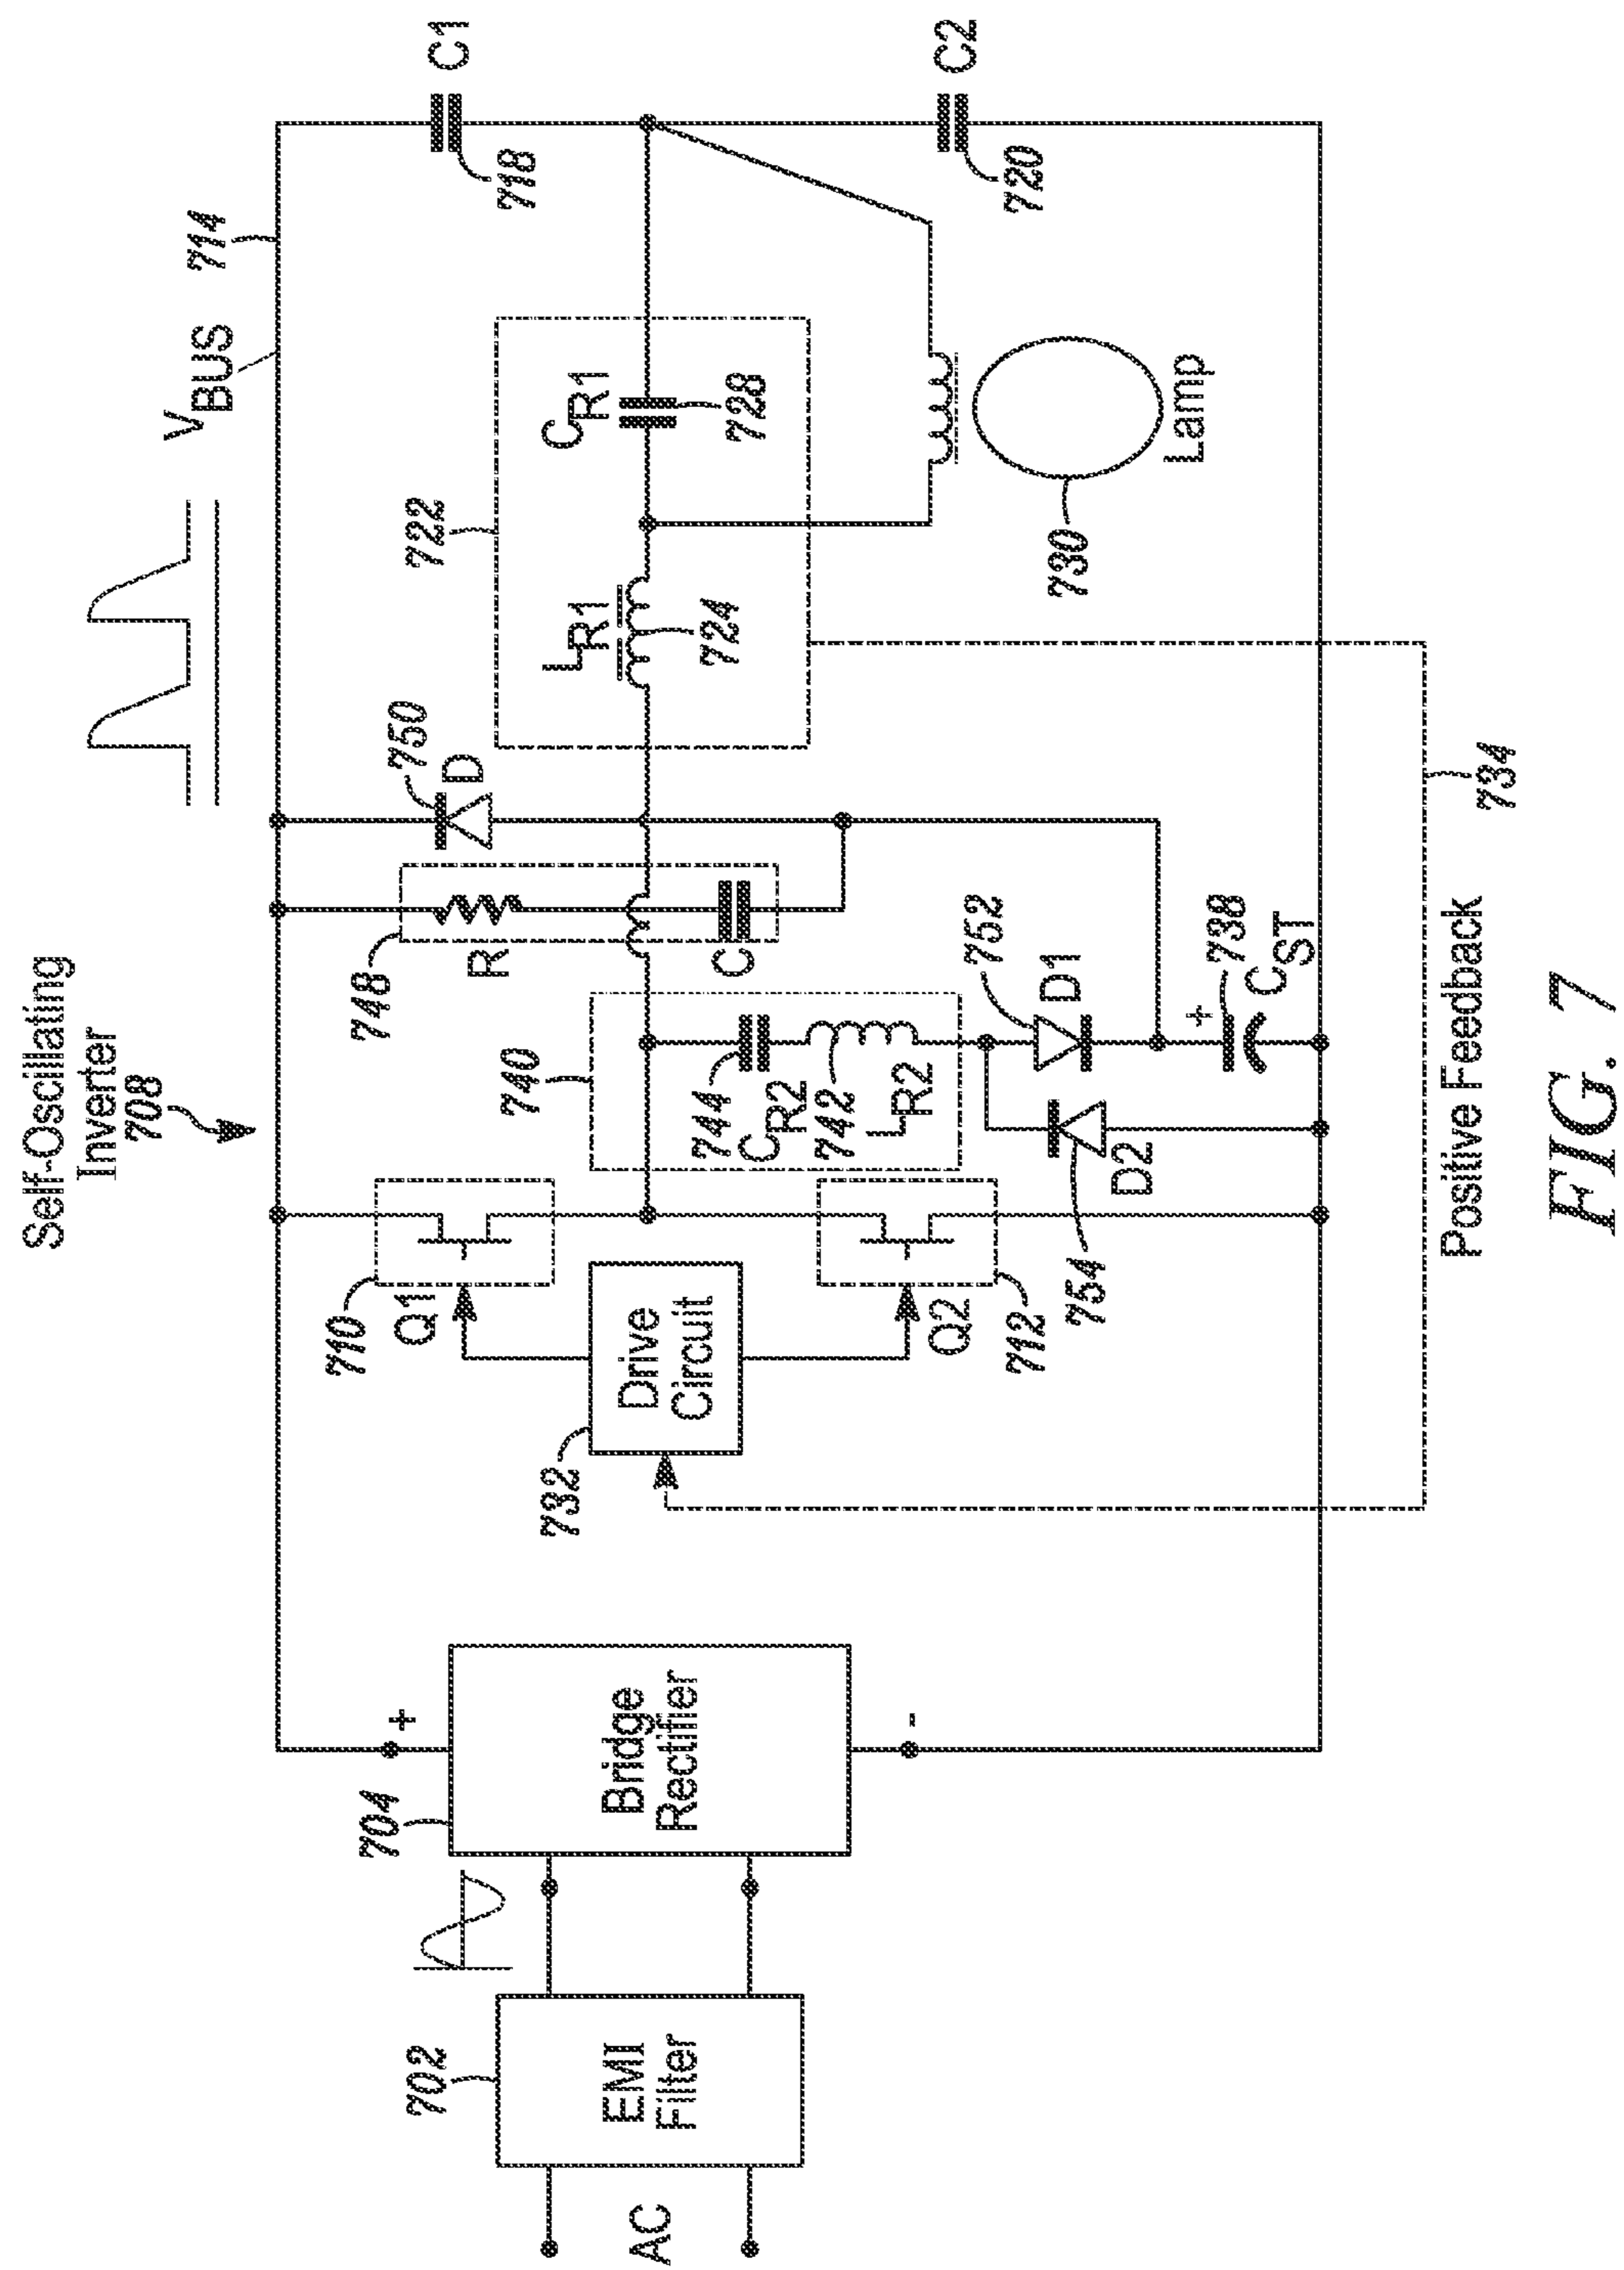 Self-Oscillating
Inverter
708
V BUS
714
AC
702
EMI
Filter
704
Bridge
Rectifier
+
-
732
Drive
Circuit
710
Q1
Q2
712
740
744
C R2
742
L R2
748
R
C
750
D
752
D1
D2
754
+
738
C ST
722
L R1
724
C R1
728
730
Lamp
C1
718
C2
720
734
Positive Feedback
FIG. 7